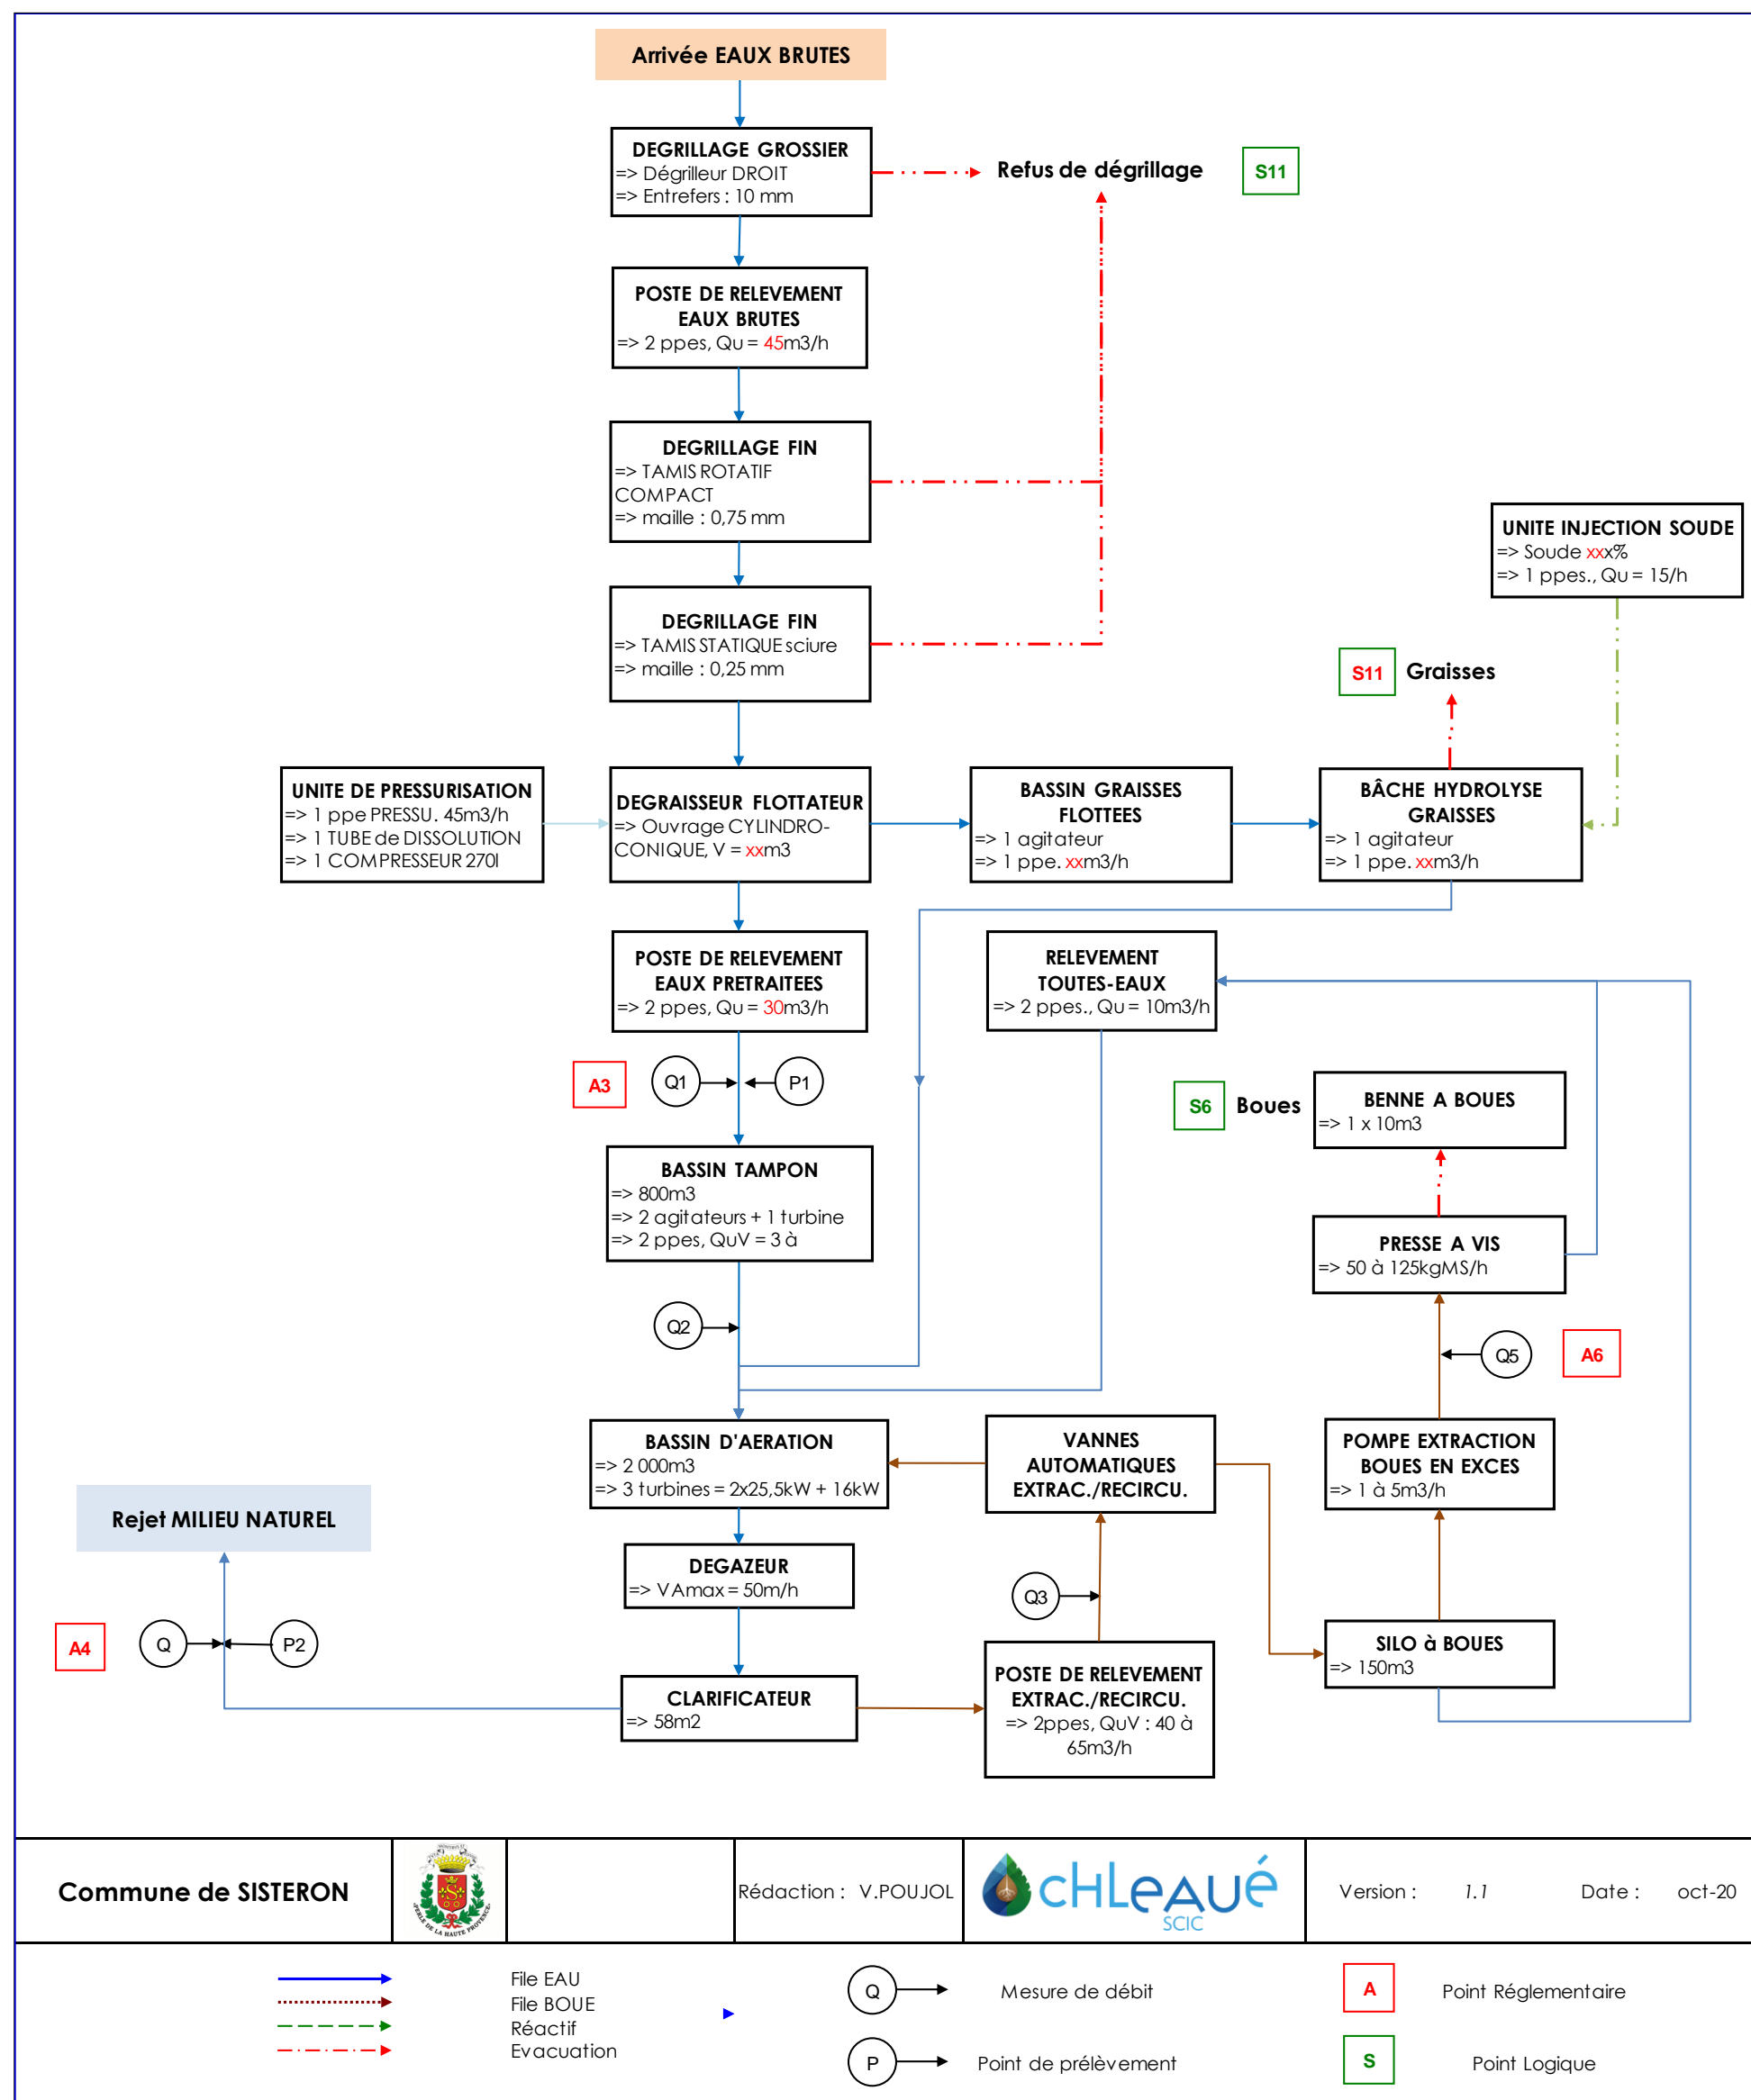 Arrivée EAUX BRUTES
DEGRILLAGE GROSSIER
=> Dégrilleur DROIT
=> Entrefers : 10 mm
Refus de dégrillage
S11
POSTE DE RELEVEMENT
EAUX BRUTES
=> 2 ppes, Qu = 45m3/h
DEGRILLAGE FIN
=> TAMIS ROTATIF
COMPACT
=> maille : 0,75 mm
UNITE INJECTION SOUDE
=> Soude xxx%
=> 1 ppes., Qu = 15/h
DEGRILLAGE FIN
=> TAMIS STATIQUE sciure
=> maille : 0,25 mm
S11 Graisses
UNITE DE PRESSURISATION
=> 1 ppe PRESSU. 45m3/h
=> 1 TUBE de DISSOLUTION
=> 1 COMPRESSEUR 270l
DEGRAISSEUR FLOTTATEUR
=> Ouvrage CYLINDRO-
CONIQUE, V = xxm3
BASSIN GRAISSES
FLOTTEES
=> 1 agitateur
=> 1 ppe. xxm3/h
BÂCHE HYDROLYSE
GRAISSES
=> 1 agitateur
=> 1 ppe. xxm3/h
POSTE DE RELEVEMENT
EAUX PRETRAITEES
=> 2 ppes, Qu = 30m3/h
RELEVEMENT
TOUTES-EAUX
=> 2 ppes., Qu = 10m3/h
A3
Q1
P1
S6 Boues
BENNE A BOUES
=> 1 x 10m3
BASSIN TAMPON
=> 800m3
=> 2 agitateurs + 1 turbine
=> 2 ppes, QuV = 3 à
PRESSE A VIS
=> 50 à 125kgMS/h
Q2
Q5
A6
BASSIN D'AERATION
=> 2 000m3
=> 3 turbines = 2x25,5kW + 16kW
VANNES
AUTOMATIQUES
EXTRAC./RECIRCU.
POMPE EXTRACTION
BOUES EN EXCES
=> 1 à 5m3/h
Rejet MILIEU NATUREL
DEGAZEUR
=> VAmax = 50m/h
Q3
A4
Q
P2
SILO à BOUES
=> 150m3
CLARIFICATEUR
=> 58m2
POSTE DE RELEVEMENT
EXTRAC./RECIRCU.
=> 2ppes, QuV : 40 à
65m3/h
Commune de SISTERON
PERLE DE LA HAUTE PROVENCE
Rédaction : V.POUJOL
cHLeAUé
SCIC
Version : 1.1 Date : oct-20
File EAU
File BOUE
Réactif
Evacuation
Q Mesure de débit
P Point de prélèvement
A Point Réglementaire
S Point Logique